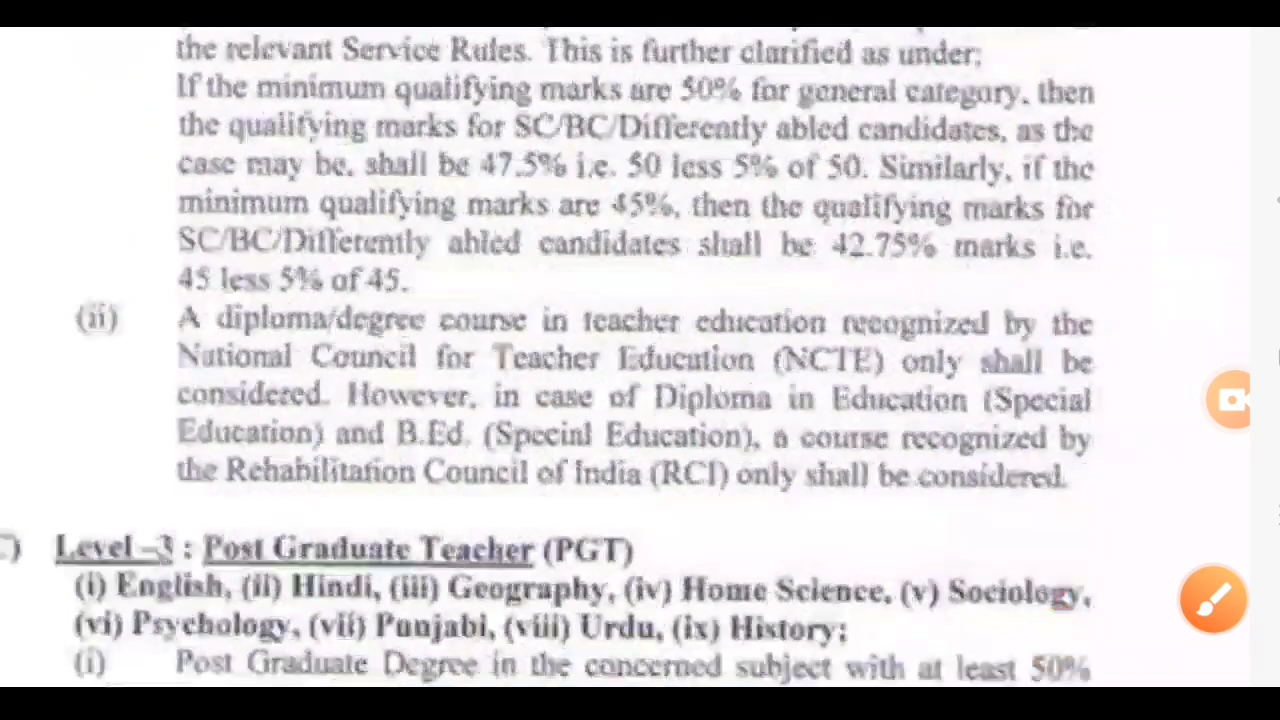 the relevant Service Rules. This is further clarified as under:
If the minimum qualifying marks are 50% for general category, then
the qualifying marks for SC/BC/Differently abled candidates, as the
case may be, shall be 47.5% i.e. 50 less 5% of 50. Similarly, if the
minimum qualifying marks are 45%, then the qualifying marks for
SC/BC/Differently abled candidates shall be 42.75% marks i.e.
45 less 5% of 45.
(ii) A diploma/degree course in teacher education recognized by the
National Council for Teacher Education (NCTE) only shall be
considered. However, in case of Diploma in Education (Special
Education) and B.Ed. (Special Education), a course recognized by
the Rehabilitation Council of India (RCI) only shall be considered.
) Level -3 : Post Graduate Teacher (PGT)
(i) English, (ii) Hindi, (iii) Geography, (iv) Home Science, (v) Sociology,
(vi) Psychology, (vii) Punjabi, (viii) Urdu, (ix) History:
(i) Post Graduate Degree in the concerned subject with at least 50%